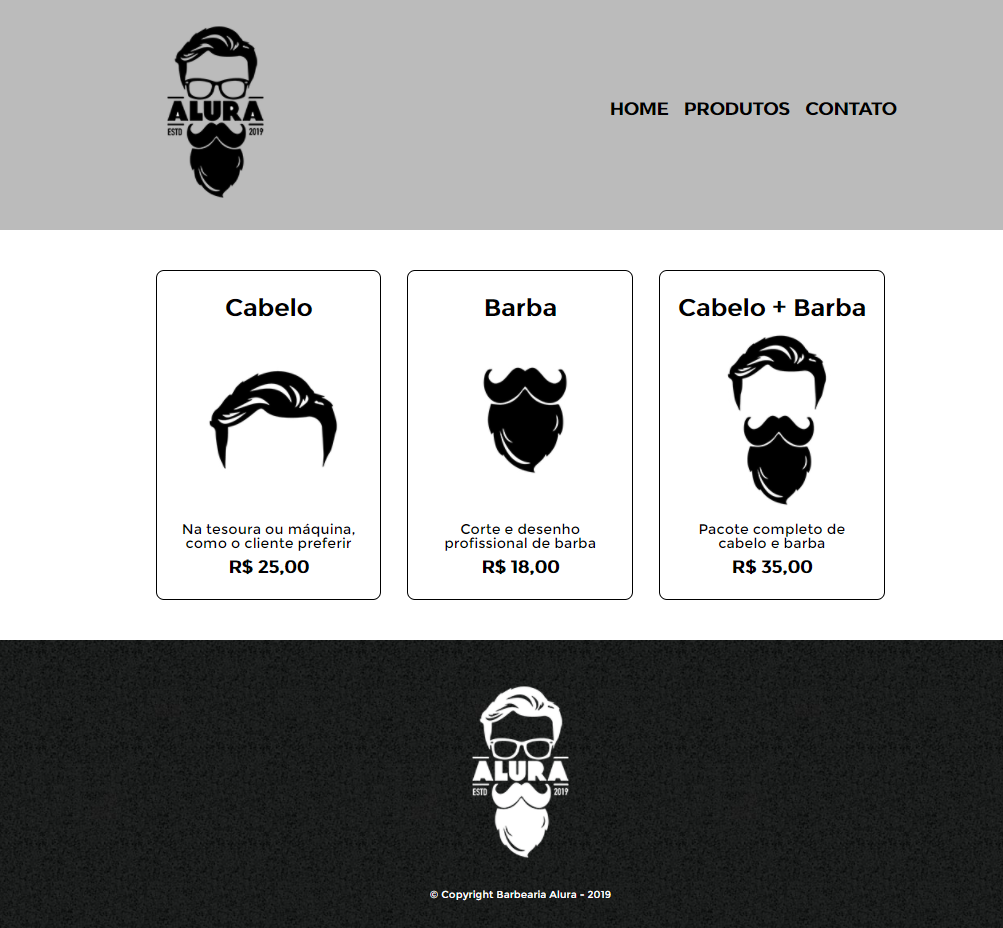 ALURA
ESTD 2019
HOME PRODUTOS CONTATO
Cabelo
Na tesoura ou máquina,
como o cliente preferir
R$ 25,00
Barba
Corte e desenho
profissional de barba
R$ 18,00
Cabelo + Barba
Pacote completo de
cabelo e barba
R$ 35,00
ALURA
ESTD 2019
© Copyright Barbearia Alura - 2019